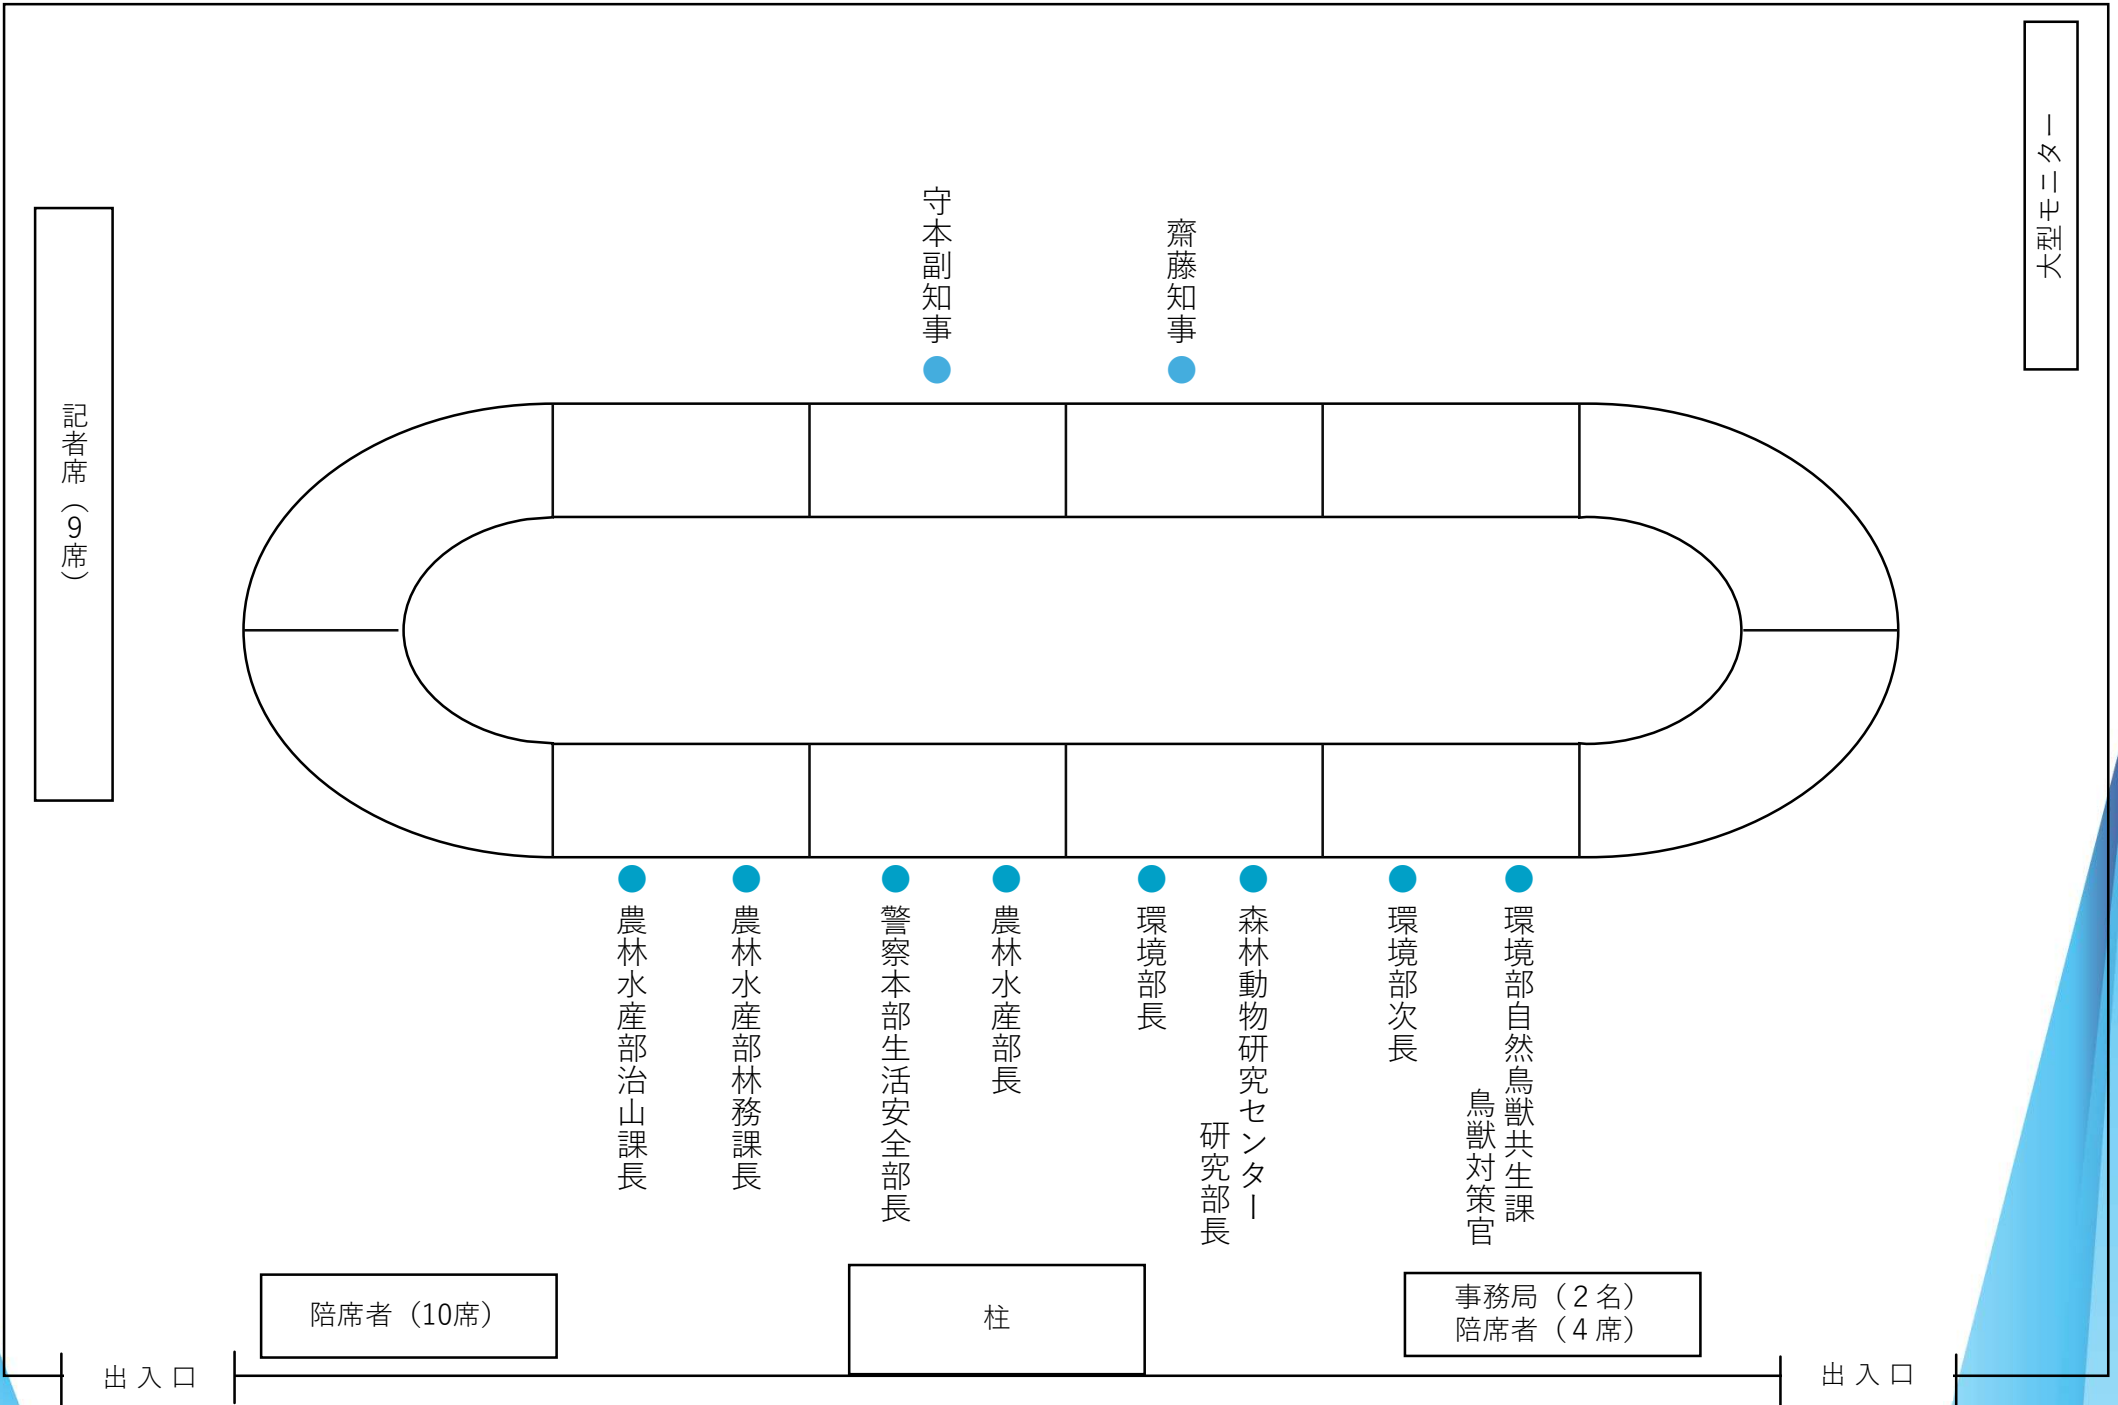 大型モニター
守本副知事
齋藤知事
記者席（9席）
農林水産部治山課長
農林水産部林務課長
警察本部生活安全部長
農林水産部長
環境部長
森林動物研究センター
研究部長
環境部次長
環境部自然鳥獣共生課
鳥獣対策官
陪席者（10席）
柱
事務局（２名）
陪席者（４席）
出入口
出入口